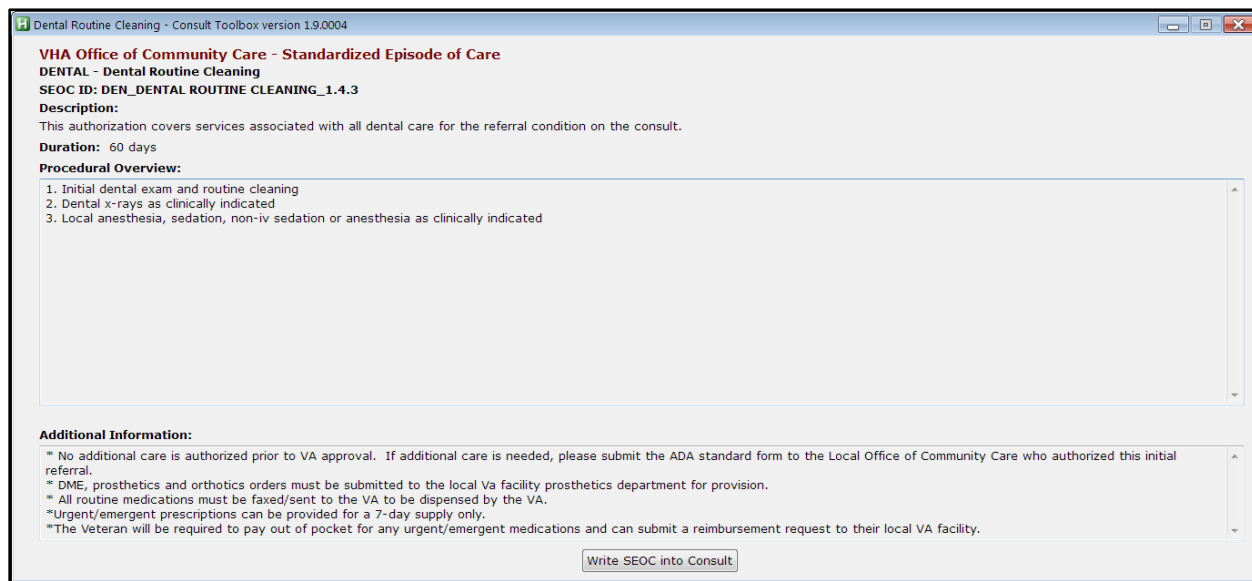 Dental Routine Cleaning - Consult Toolbox version 1.9.0004
VHA Office of Community Care - Standardized Episode of Care
DENTAL - Dental Routine Cleaning
SEOC ID: DEN_DENTAL ROUTINE CLEANING_1.4.3
Description:
This authorization covers services associated with all dental care for the referral condition on the consult.
Duration: 60 days
Procedural Overview:
1. Initial dental exam and routine cleaning
2. Dental x-rays as clinically indicated
3. Local anesthesia, sedation, non-iv sedation or anesthesia as clinically indicated
Additional Information:
* No additional care is authorized prior to VA approval. If additional care is needed, please submit the ADA standard form to the Local Office of Community Care who authorized this initial
referral.
* DME, prosthetics and orthotics orders must be submitted to the local Va facility prosthetics department for provision.
* All routine medications must be faxed/sent to the VA to be dispensed by the VA.
*Urgent/emergent prescriptions can be provided for a 7-day supply only.
*The Veteran will be required to pay out of pocket for any urgent/emergent medications and can submit a reimbursement request to their local VA facility.
Write SEOC into Consult